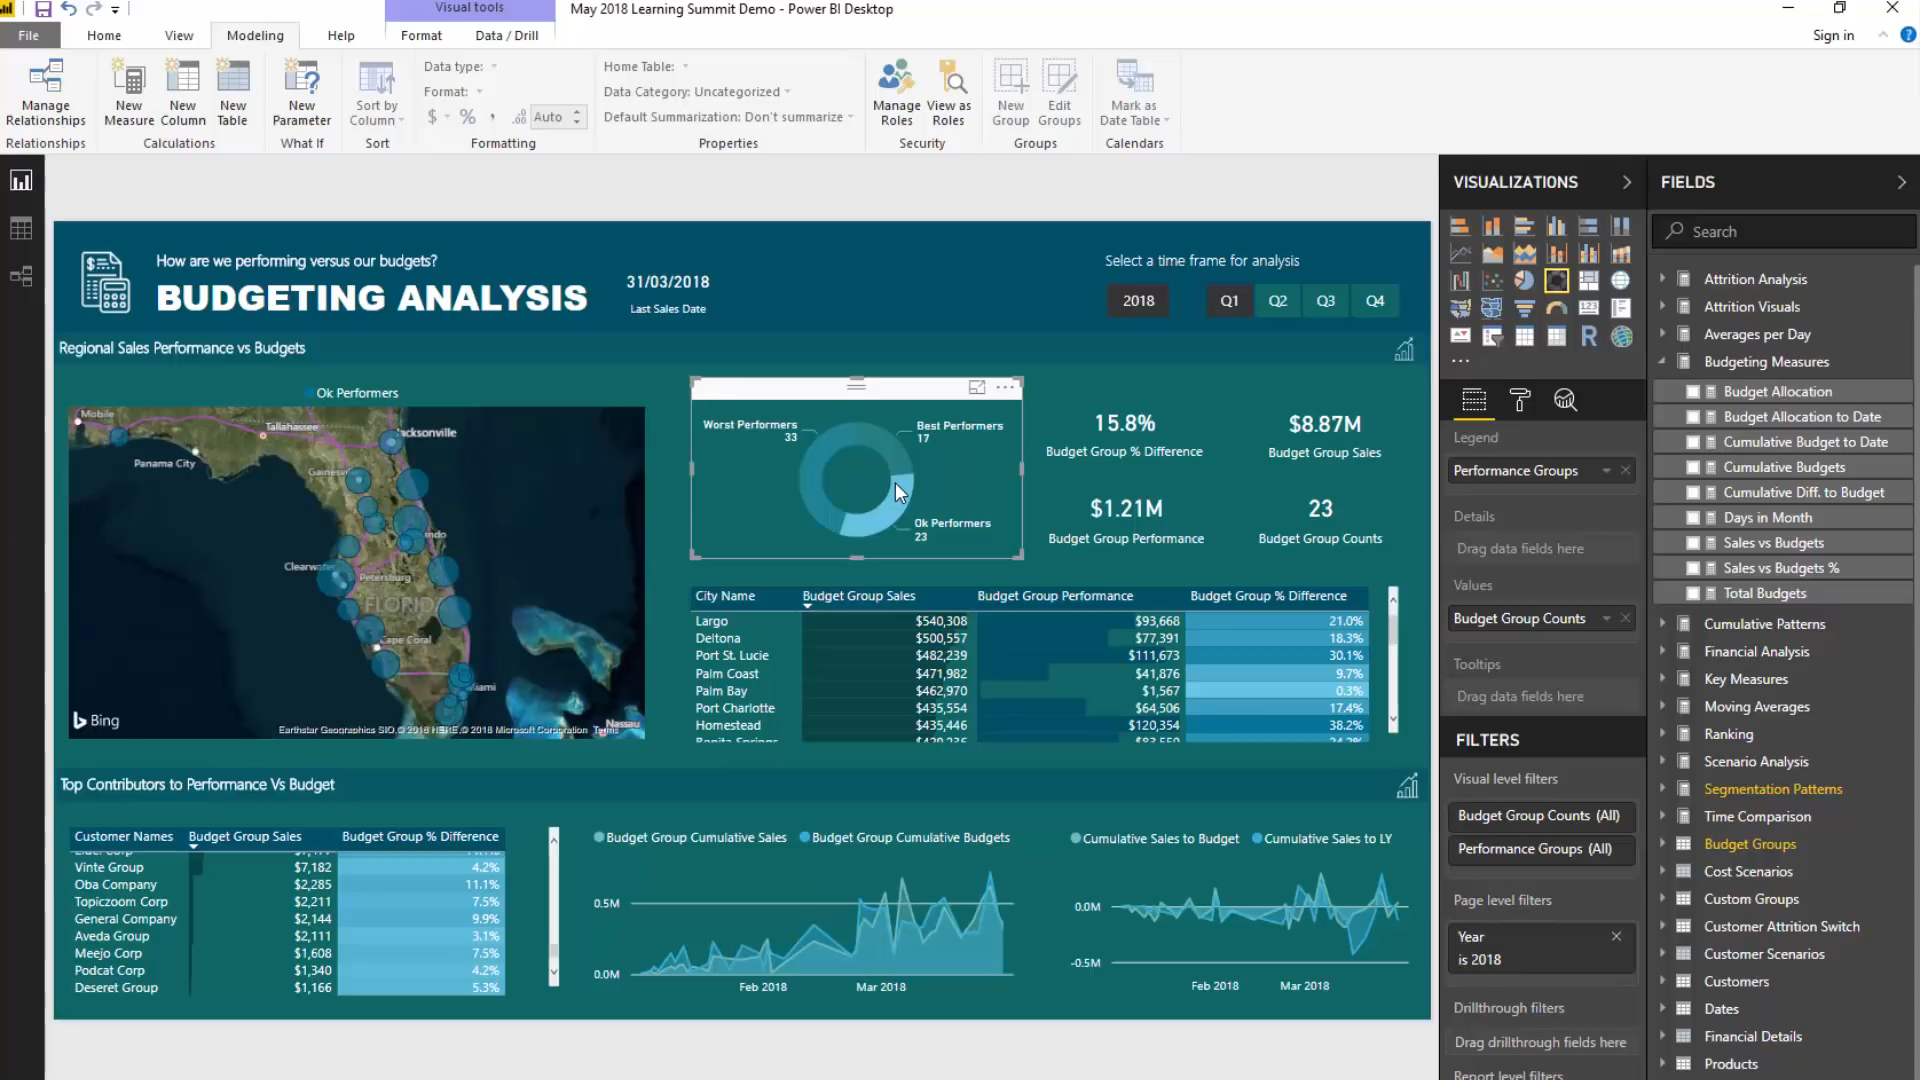 Visual tools
May 2018 Learning Summit Demo - Power BI Desktop
File
Home
View
Modeling
Help
Format
Data / Drill
Sign in
Manage
Relationships
New
Measure
New
Column
New
Table
New
Parameter
Sort by
Column
Data type:
Format:
$ % , Auto
Home Table:
Data Category: Uncategorized
Default Summarization: Don't summarize
Manage
Roles
View as
Roles
New
Group
Edit
Groups
Mark as
Date Table
Relationships
Calculations
What If
Sort
Formatting
Properties
Security
Groups
Calendars
How are we performing versus our budgets?
BUDGETING ANALYSIS
31/03/2018
Last Sales Date
Select a time frame for analysis
2018
Q1
Q2
Q3
Q4
Regional Sales Performance vs Budgets
Ok Performers
Mobile
Tallahassee
Jacksonville
Panama City
Clearwater
Petersburg
FLORIDA
Cape Coral
Nassau
Bing
Earthstar Geographics SIO, © 2018 HERE © 2018 Microsoft Corporation Terms
Worst Performers
33
Best Performers
17
Ok Performers
23
15.8%
Budget Group % Difference
$8.87M
Budget Group Sales
$1.21M
Budget Group Performance
23
Budget Group Counts
City Name Budget Group Sales Budget Group Performance Budget Group % Difference
Largo $540,308 $93,668 21.0%
Deltona $500,557 $77,391 18.3%
Port St. Lucie $482,239 $111,673 30.1%
Palm Coast $471,982 $41,876 9.7%
Palm Bay $462,970 $1,567 0.3%
Port Charlotte $435,554 $64,506 17.4%
Homestead $435,446 $120,354 38.2%
Top Contributors to Performance Vs Budget
Customer Names Budget Group Sales Budget Group % Difference
Vinte Group $7,182 4.2%
Oba Company $2,285 11.1%
Topiczoom Corp $2,211 7.5%
General Company $2,144 9.9%
Aveda Group $2,111 3.1%
Meejo Corp $1,608 7.5%
Podcat Corp $1,340 4.2%
Deseret Group $1,166 5.3%
Budget Group Cumulative Sales Budget Group Cumulative Budgets
0.5M
0.0M
Feb 2018 Mar 2018
Cumulative Sales to Budget Cumulative Sales to LY
0.0M
-0.5M
Feb 2018 Mar 2018
VISUALIZATIONS
Legend
Performance Groups
Details
Drag data fields here
Values
Budget Group Counts
Tooltips
Drag data fields here
FILTERS
Visual level filters
Budget Group Counts (All)
Performance Groups (All)
Page level filters
Year
is 2018
Drillthrough filters
Drag drillthrough fields here
Report level filters
FIELDS
Search
Attrition Analysis
Attrition Visuals
Averages per Day
Budgeting Measures
Budget Allocation
Budget Allocation to Date
Cumulative Budget to Date
Cumulative Budgets
Cumulative Diff. to Budget
Days in Month
Sales vs Budgets
Sales vs Budgets %
Total Budgets
Cumulative Patterns
Financial Analysis
Key Measures
Moving Averages
Ranking
Scenario Analysis
Segmentation Patterns
Time Comparison
Budget Groups
Cost Scenarios
Custom Groups
Customer Attrition Switch
Customer Scenarios
Customers
Dates
Financial Details
Products